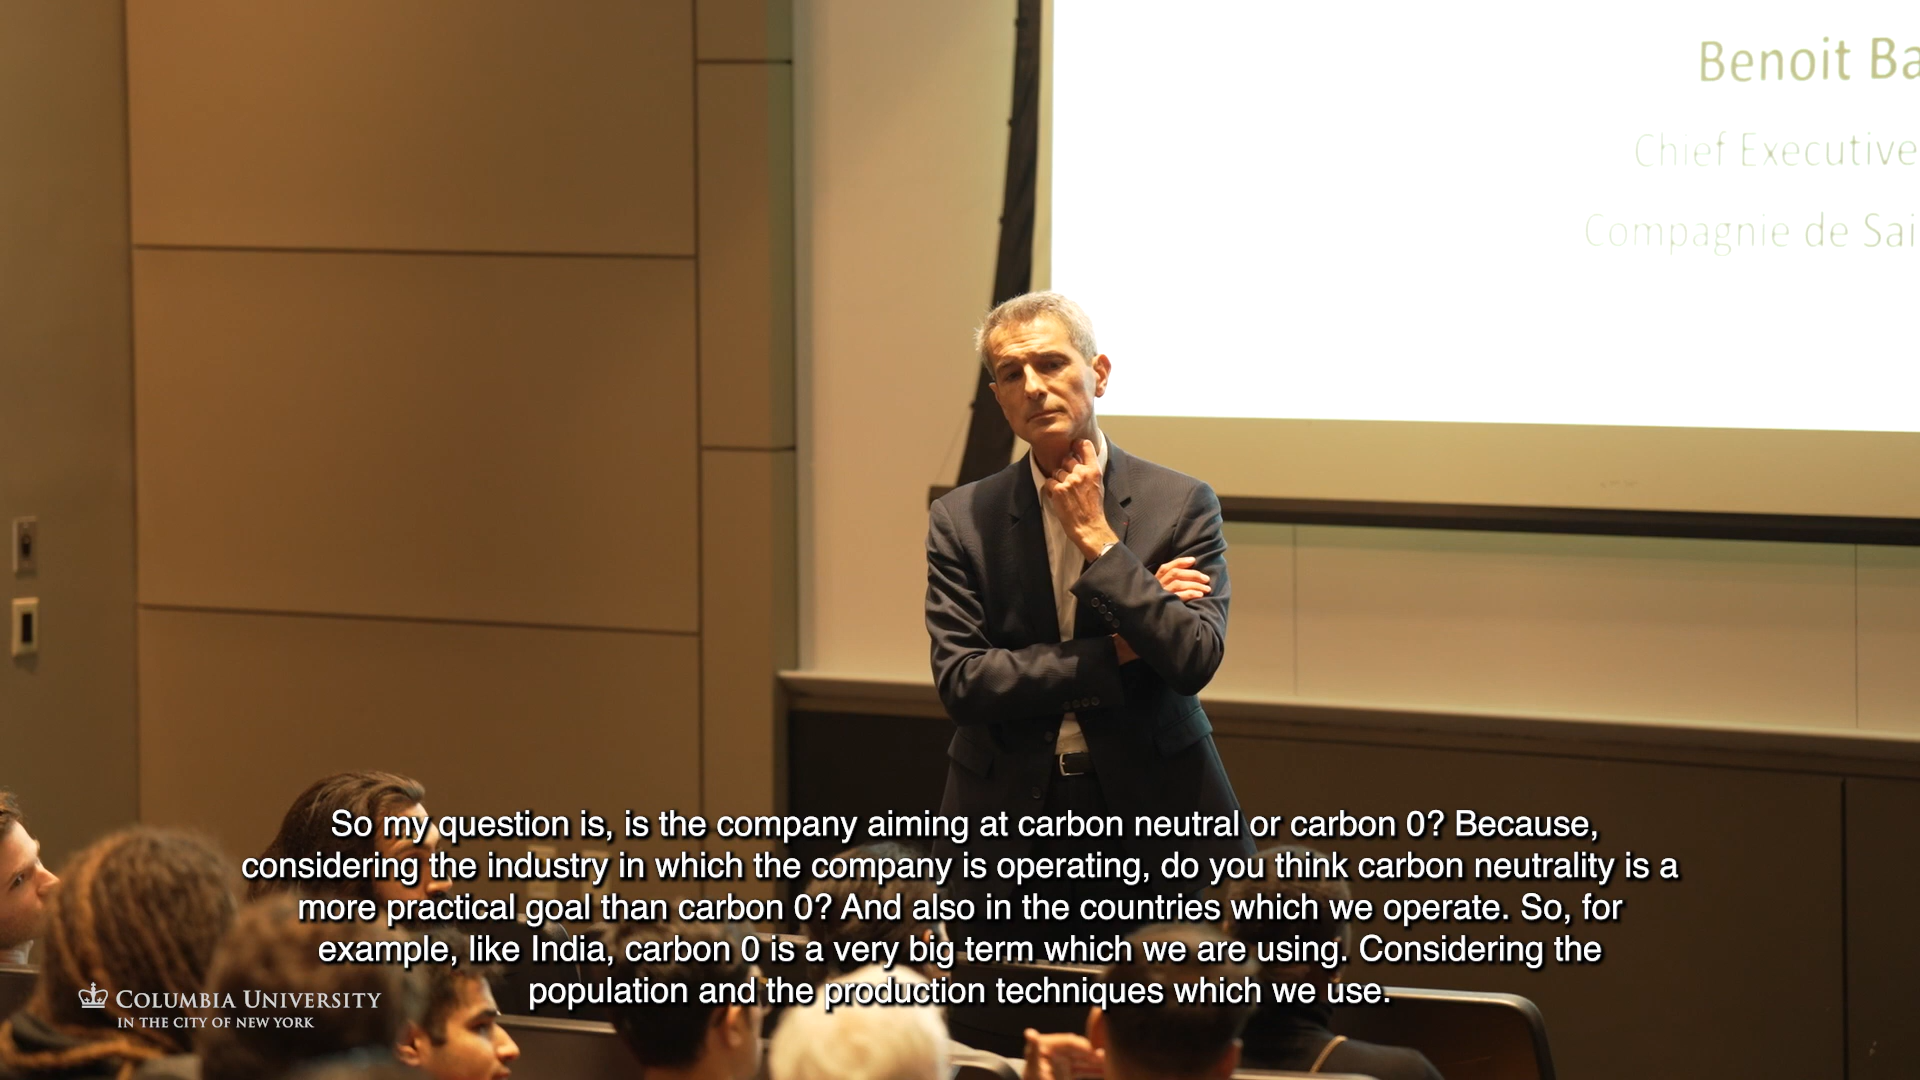 Benoit Ba
Chief Executive
Compagnie de Sai
So my question is, is the company aiming at carbon neutral or carbon 0? Because,
considering the industry in which the company is operating, do you think carbon neutrality is a
more practical goal than carbon 0? And also in the countries which we operate. So, for
example, like India, carbon 0 is a very big term which we are using. Considering the
population and the production techniques which we use.
COLUMBIA UNIVERSITY
IN THE CITY OF NEW YORK